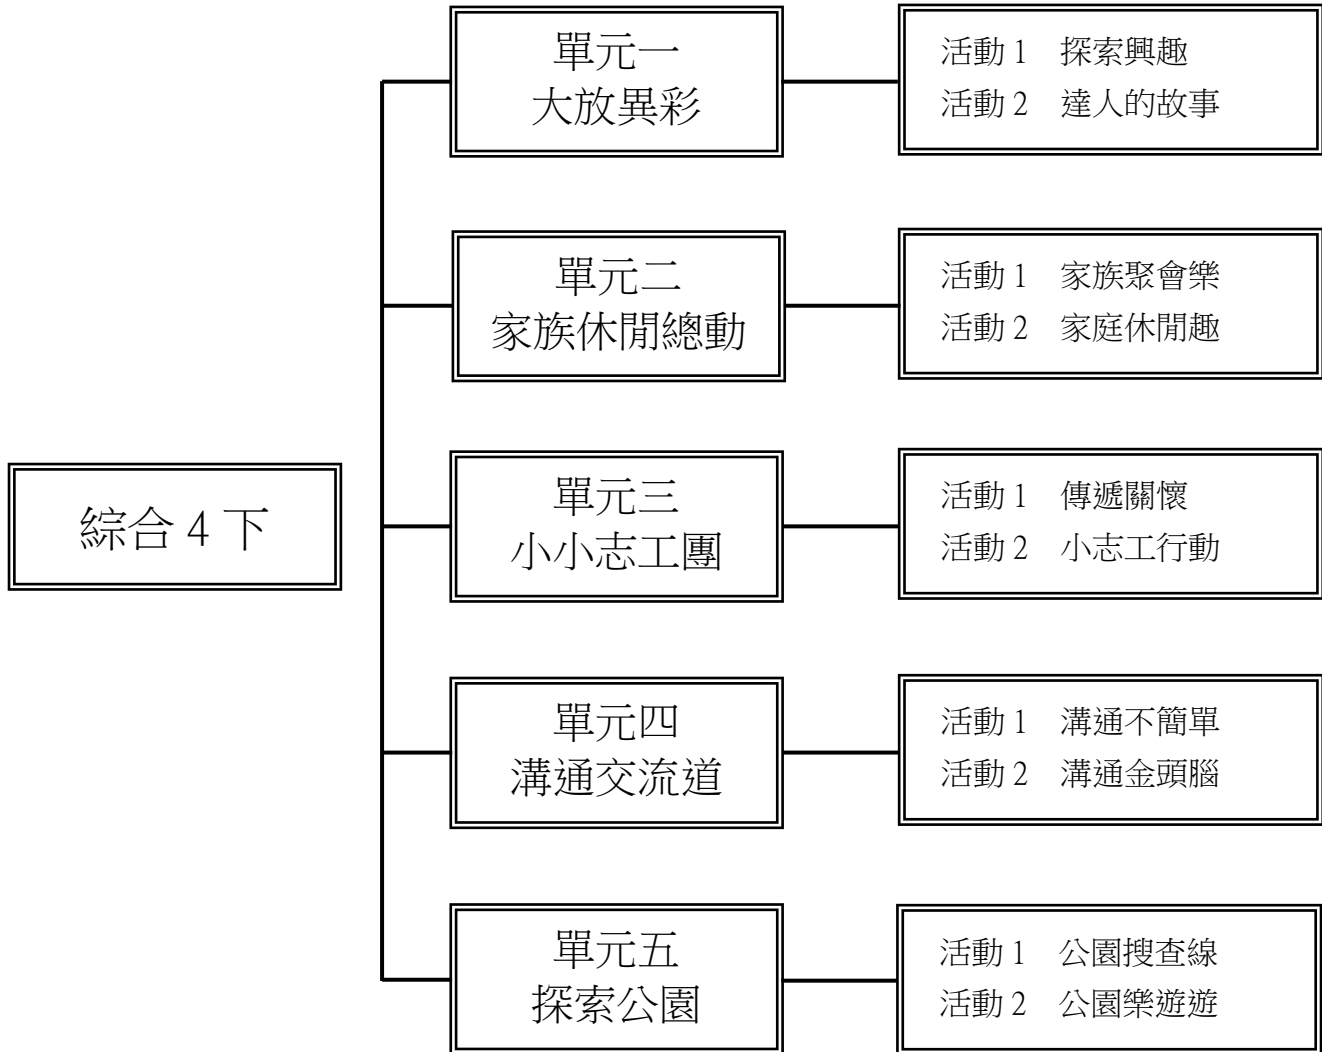 綜合 4 下
單元一
大放異彩
活動 1　探索興趣
活動 2　達人的故事
單元二
家族休閒總動
活動 1　家族聚會樂
活動 2　家庭休閒趣
單元三
小小志工團
活動 1　傳遞關懷
活動 2　小志工行動
單元四
溝通交流道
活動 1　溝通不簡單
活動 2　溝通金頭腦
單元五
探索公園
活動 1　公園搜查線
活動 2　公園樂遊遊